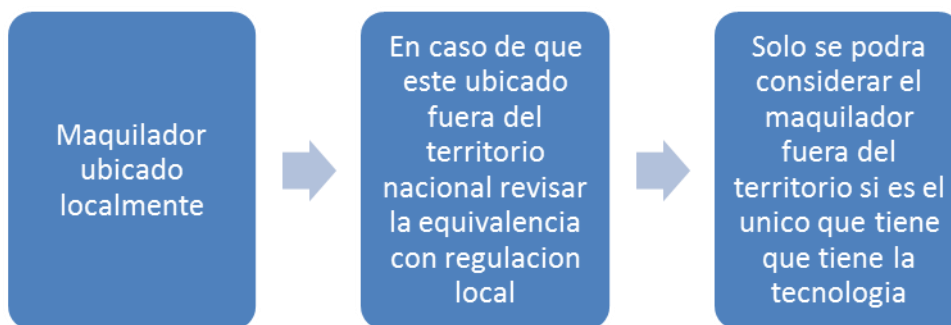 Maquilador
ubicado
localmente
En caso de que
este ubicado
fuera del
territorio
nacional revisar
la equivalencia
con regulacion
local
Solo se podra
considerar el
maquilador
fuera del
territorio si es el
unico que tiene
que tiene la
tecnologia